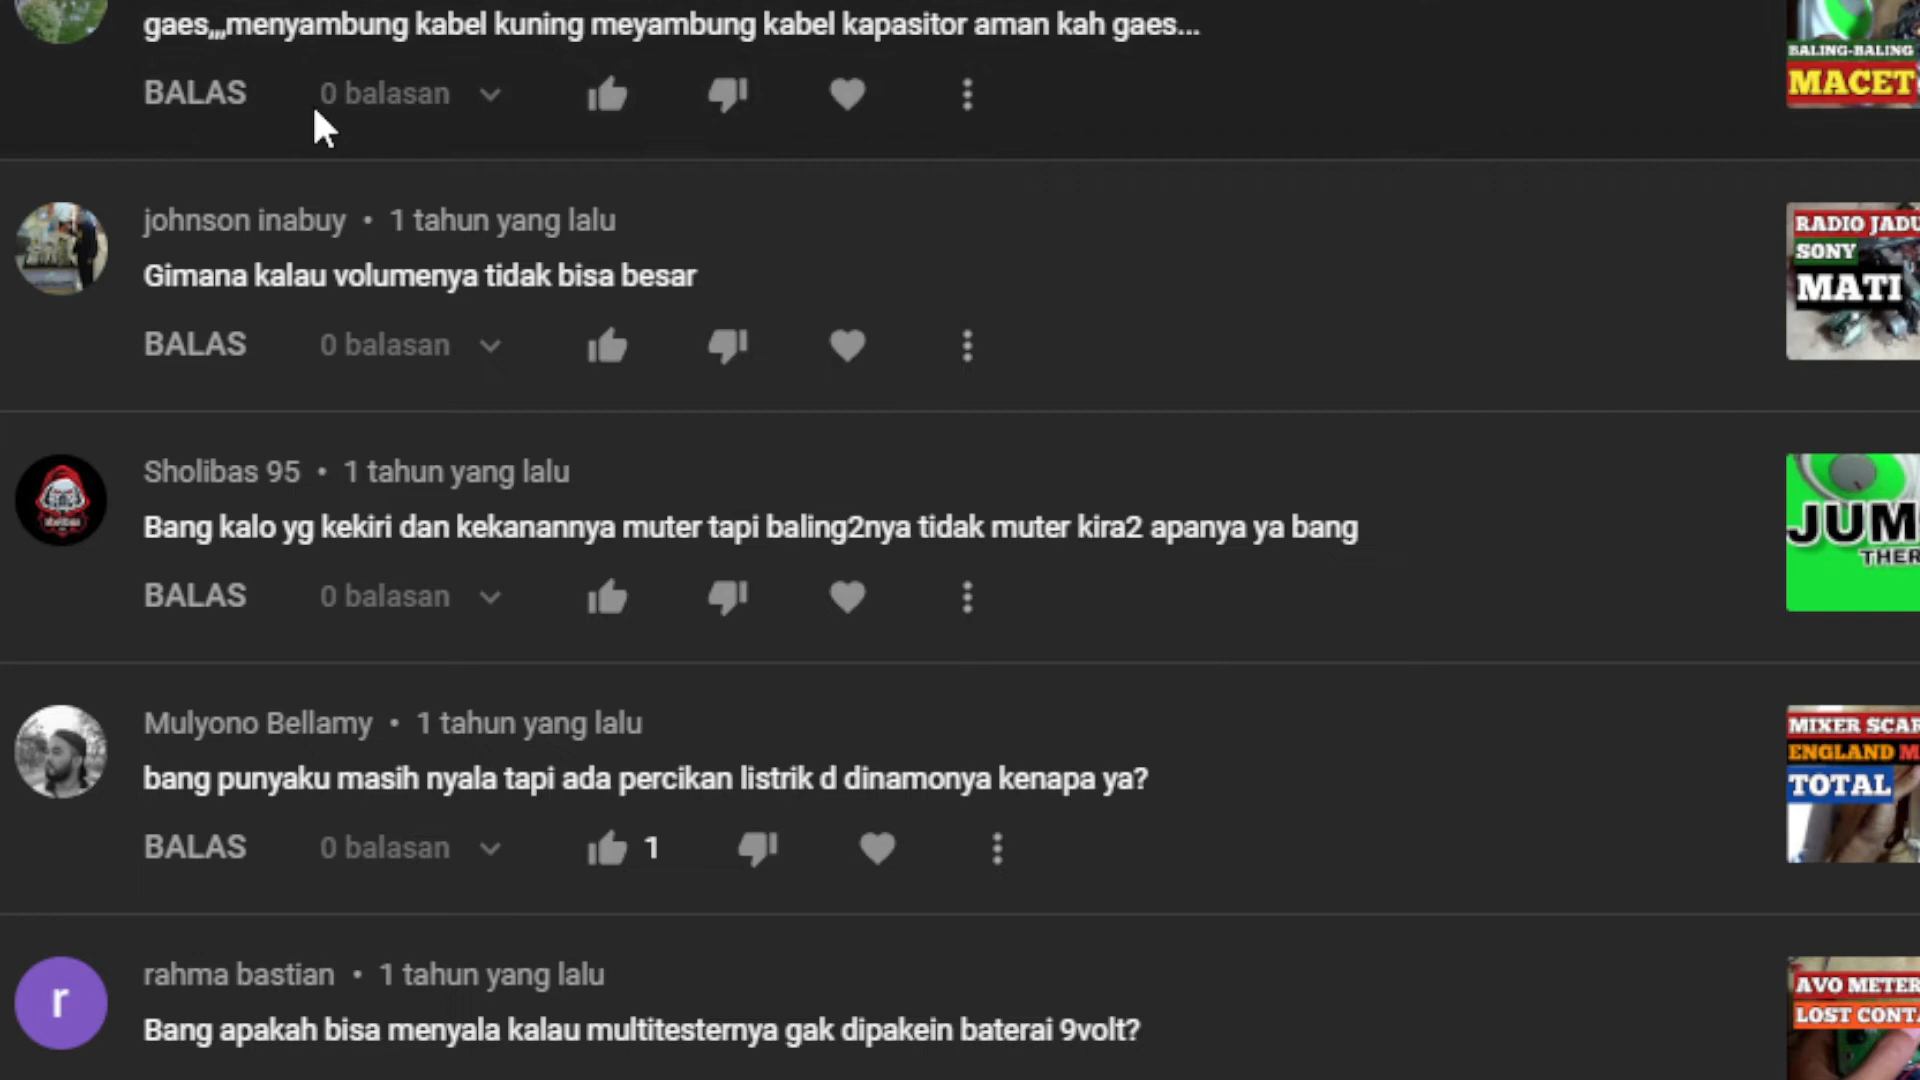 gaes,,,menyambung kabel kuning meyambung kabel kapasitor aman kah gaes...
BALING-BALING
MACET
BALAS 0 balasan
johnson inabuy • 1 tahun yang lalu
RADIO JADU
SONY
MATI
Gimana kalau volumenya tidak bisa besar
BALAS 0 balasan
Sholibas 95 • 1 tahun yang lalu
Bang kalo yg kekiri dan kekanannya muter tapi baling2nya tidak muter kira2 apanya ya bang
JUM
THER
BALAS 0 balasan
Mulyono Bellamy • 1 tahun yang lalu
MIXER SCAR
ENGLAND M
TOTAL
bang punyaku masih nyala tapi ada percikan listrik d dinamonya kenapa ya?
BALAS 0 balasan 1
r
rahma bastian • 1 tahun yang lalu
AVO METER
LOST CONTA
Bang apakah bisa menyala kalau multitesternya gak dipakein baterai 9volt?